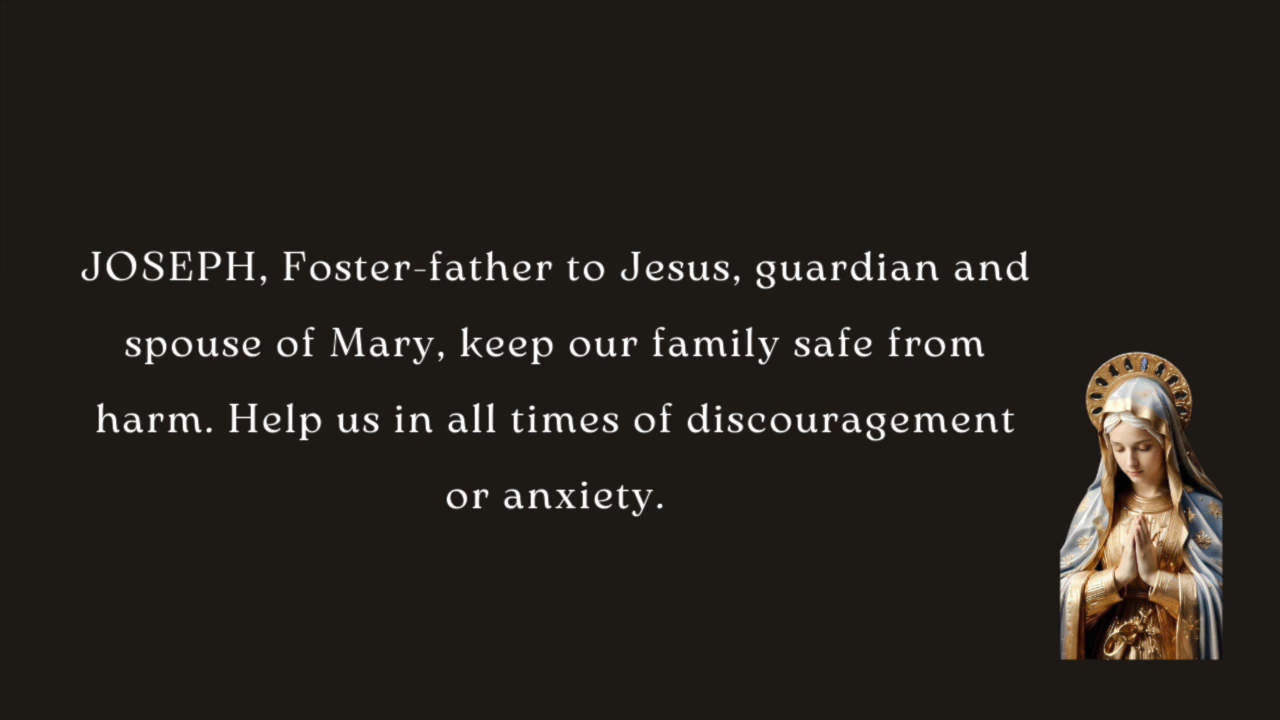 JOSEPH, Foster-father to Jesus, guardian and
spouse of Mary, keep our family safe from
harm. Help us in all times of discouragement
or anxiety.